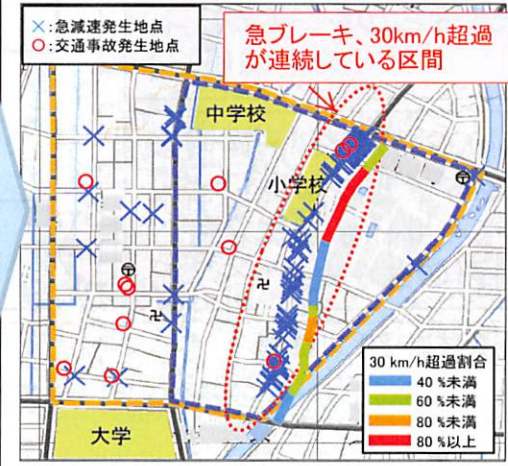 ×:急減速発生地点
○:交通事故発生地点
急ブレーキ、30km/h超過
が連続している区間
中学校
小学校
大学
30 km/h超過割合
40 %未満
60 %未満
80 %未満
80 %以上